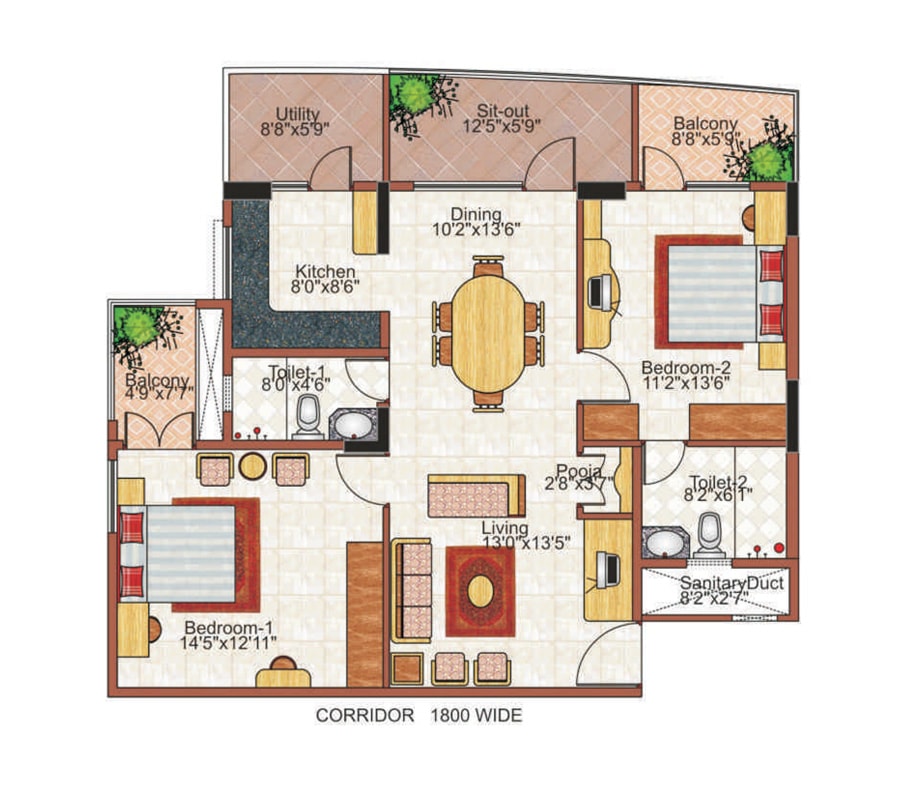 Utility
8'8"x5'9"
Sit-out
12'5"x5'9"
Balcony
8'8"x5'9"
Dining
10'2"x13'6"
Kitchen
8'0"x8'6"
Balcony
4'9"x7'7"
Toilet-1
8'0"x4'6"
Bedroom-2
11'2"x13'6"
Pooja
2'8"x3'7"
Toilet-2
8'2"x6'1"
Living
13'0"x13'5"
SanitaryDuct
8'2"x2'7"
Bedroom-1
14'5"x12'11"
CORRIDOR 1800 WIDE